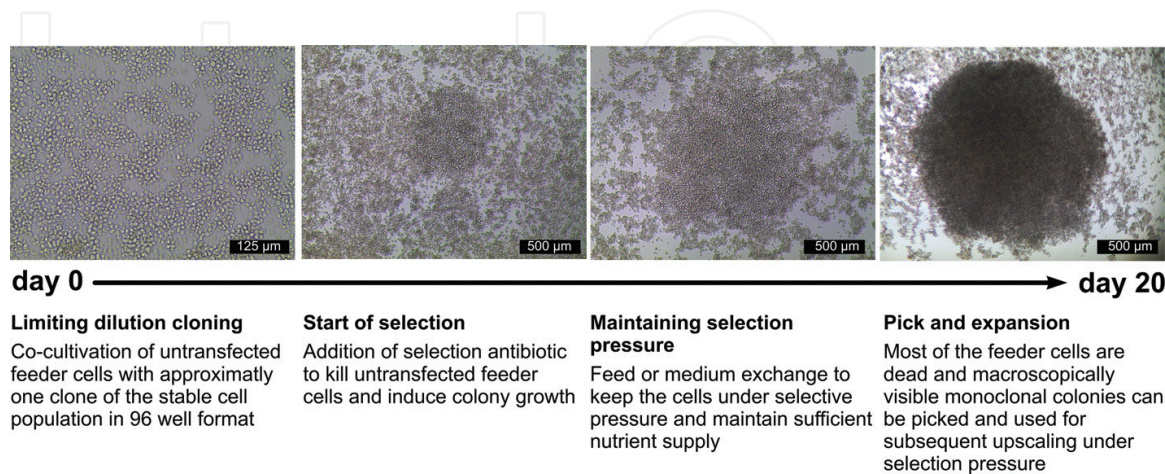 125 µm
500 µm
500 µm
500 µm
day 0
day 20
Limiting dilution cloning
Co-cultivation of untransfected
feeder cells with approximatly
one clone of the stable cell
population in 96 well format
Start of selection
Addition of selection antibiotic
to kill untransfected feeder
cells and induce colony growth
Maintaining selection
pressure
Feed or medium exchange to
keep the cells under selective
pressure and maintain sufficient
nutrient supply
Pick and expansion
Most of the feeder cells are
dead and macroscopically
visible monoclonal colonies can
be picked and used for
subsequent upscaling under
selection pressure